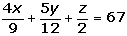 4x/9 + 5y/12 + z/2 = 67